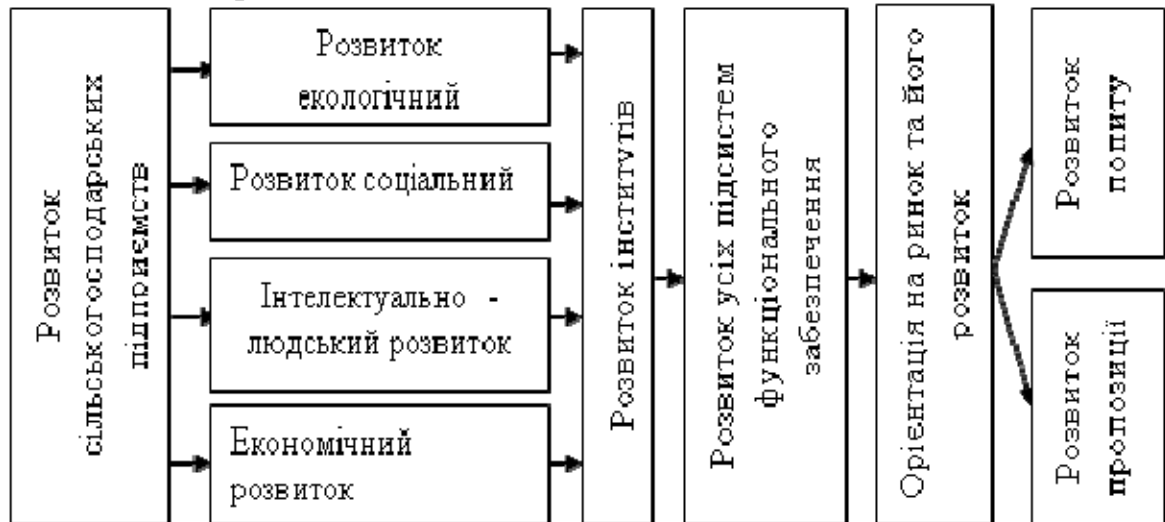 Розвиток
сільськогосподарських
підприємств
Розвиток
екологічний
Розвиток соціальний
Інтелектуально -
людський розвиток
Економічний
розвиток
Розвиток інститутів
Розвиток усіх підсистем
функціонального
забезпечення
Орієнтація на ринок та його
розвиток
Розвиток
попиту
Розвиток
пропозиції